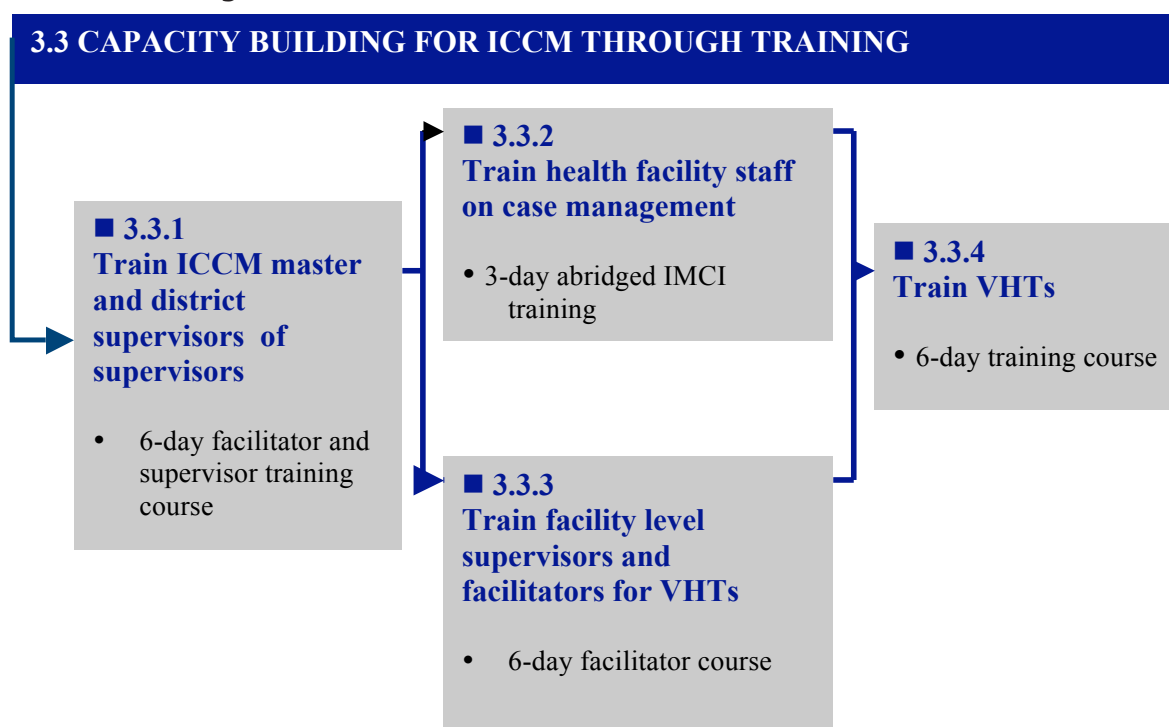 3.3 CAPACITY BUILDING FOR ICCM THROUGH TRAINING
■ 3.3.1
Train ICCM master
and district
supervisors of
supervisors
• 6-day facilitator and
supervisor training
course
■ 3.3.2
Train health facility staff
on case management
• 3-day abridged IMCI
training
■ 3.3.3
Train facility level
supervisors and
facilitators for VHTs
• 6-day facilitator course
■ 3.3.4
Train VHTs
• 6-day training course